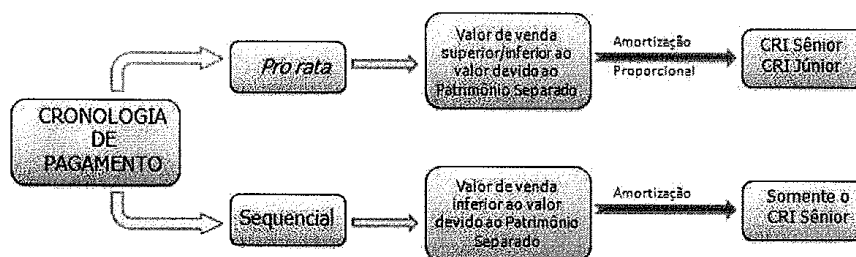 CRONOLOGIA
DE
PAGAMENTO
Pro rata
Valor de venda
superior/inferior ao
valor devido ao
Patrimônio Separado
Amortização
Proporcional
CRI Sênior
CRI Júnior
Sequencial
Valor de venda
inferior ao valor
devido ao Patrimônio
Separado
Amortização
Somente o
CRI Sênior